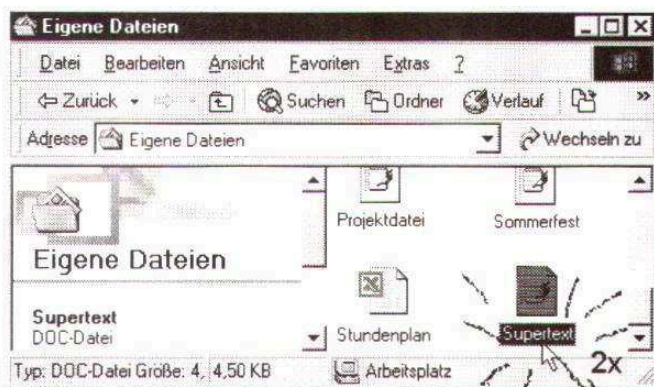 Eigene Dateien
Datei Bearbeiten Ansicht Favoriten Extras ?
Zurück Suchen Ordner Verlauf »
Adresse Eigene Dateien Wechseln zu
Projektdatei Sommerfest
Eigene Dateien
Supertext
DOC-Datei
Stundenplan Supertext
2x
Typ: DOC-Datei Größe: 4, 4,50 KB Arbeitsplatz